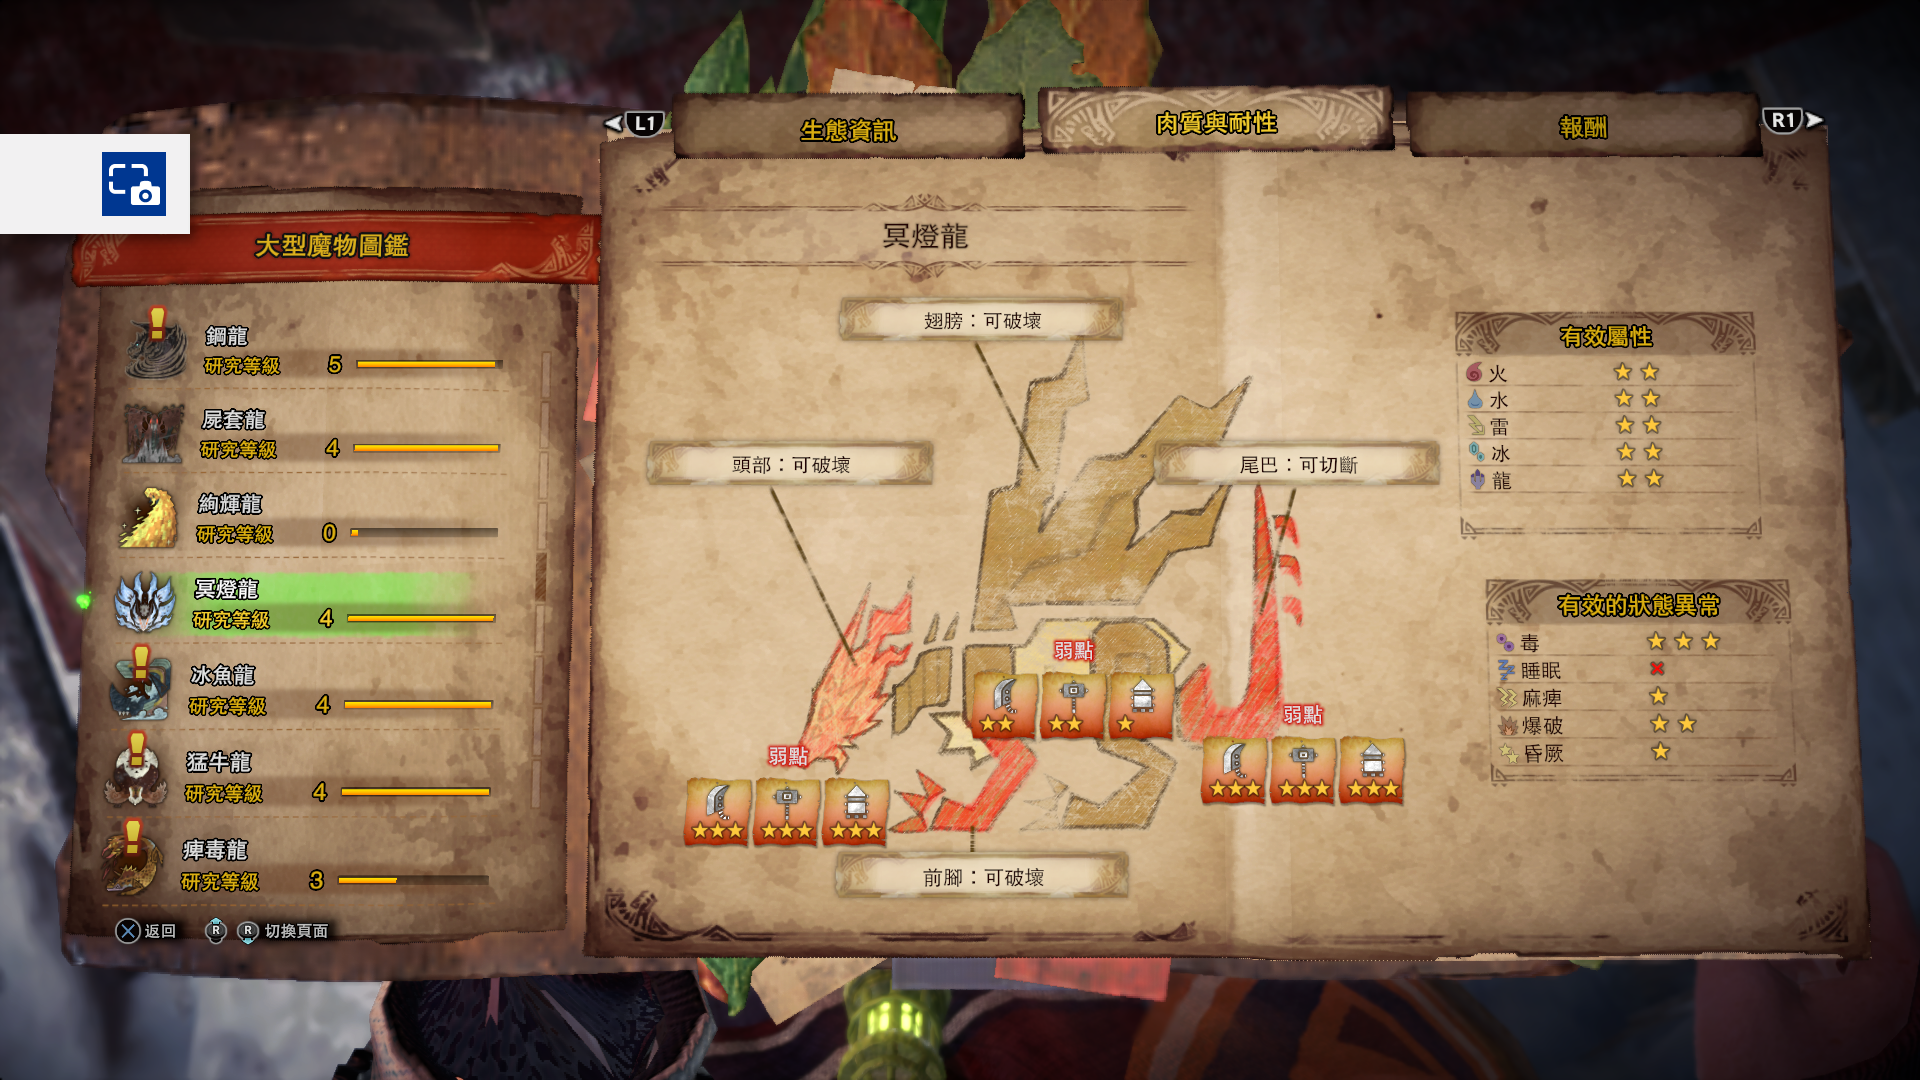 L1
生態資訊
肉質與耐性
報酬
R1
大型魔物圖鑑
鋼龍
研究等級 5
屍套龍
研究等級 4
絢輝龍
研究等級 0
冥燈龍
研究等級 4
冰魚龍
研究等級 4
猛牛龍
研究等級 4
痺毒龍
研究等級 3
返回 R R 切換頁面
冥燈龍
翅膀：可破壞
頭部：可破壞
尾巴：可切斷
弱點
弱點
弱點
前腳：可破壞
有效屬性
火
水
雷
冰
龍
有效的狀態異常
毒
睡眠
麻痺
爆破
昏厥